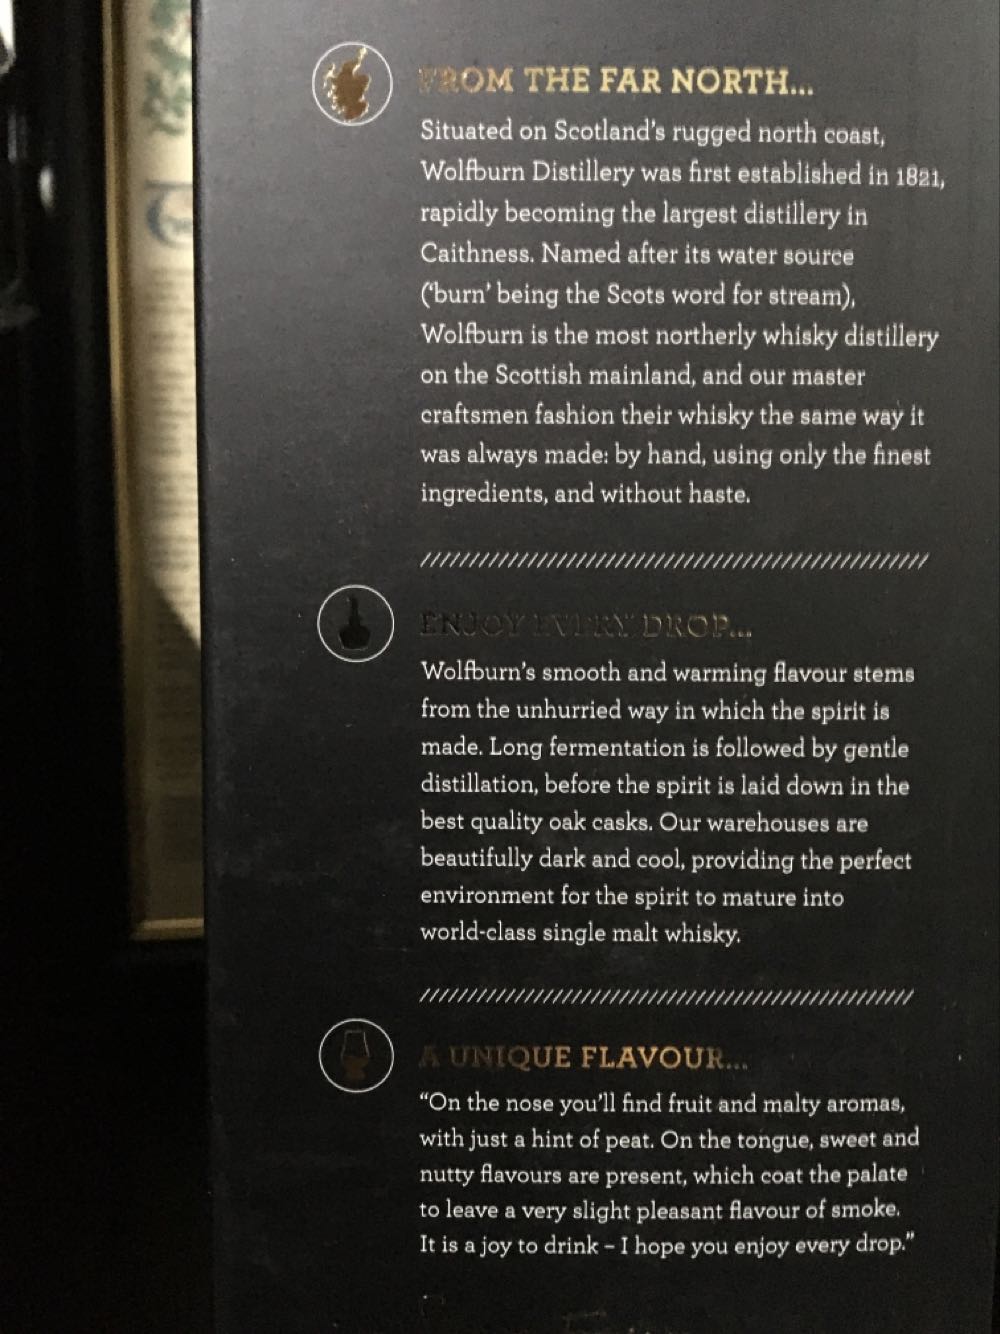 FROM THE FAR NORTH...
Situated on Scotland's rugged north coast,
Wolfburn Distillery was first established in 1821,
rapidly becoming the largest distillery in
Caithness. Named after its water source
('burn' being the Scots word for stream),
Wolfburn is the most northerly whisky distillery
on the Scottish mainland, and our master
craftsmen fashion their whisky the same way it
was always made: by hand, using only the finest
ingredients, and without haste.
ENJOY EVERY DROP...
Wolfburn's smooth and warming flavour stems
from the unhurried way in which the spirit is
made. Long fermentation is followed by gentle
distillation, before the spirit is laid down in the
best quality oak casks. Our warehouses are
beautifully dark and cool, providing the perfect
environment for the spirit to mature into
world-class single malt whisky.
A UNIQUE FLAVOUR...
“On the nose you'll find fruit and malty aromas,
with just a hint of peat. On the tongue, sweet and
nutty flavours are present, which coat the palate
to leave a very slight pleasant flavour of smoke.
It is a joy to drink – I hope you enjoy every drop.”